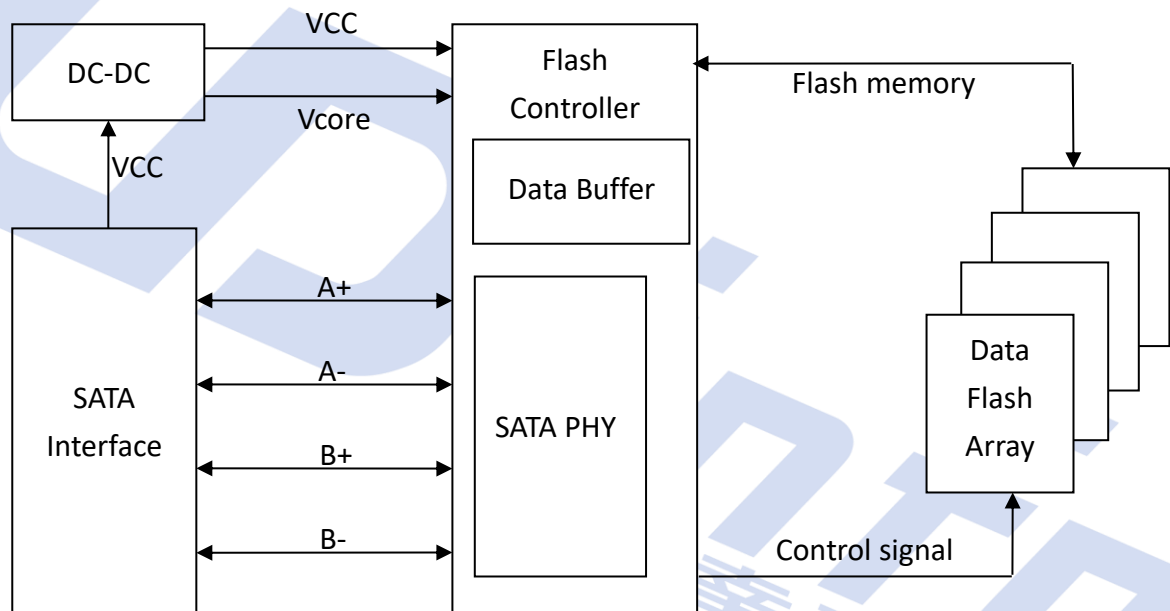 VCC
DC-DC
Flash
Controller
Flash memory
Vcore
VCC
Data Buffer
A+
A-
SATA
Interface
SATA PHY
B+
B-
Data
Flash
Array
Control signal